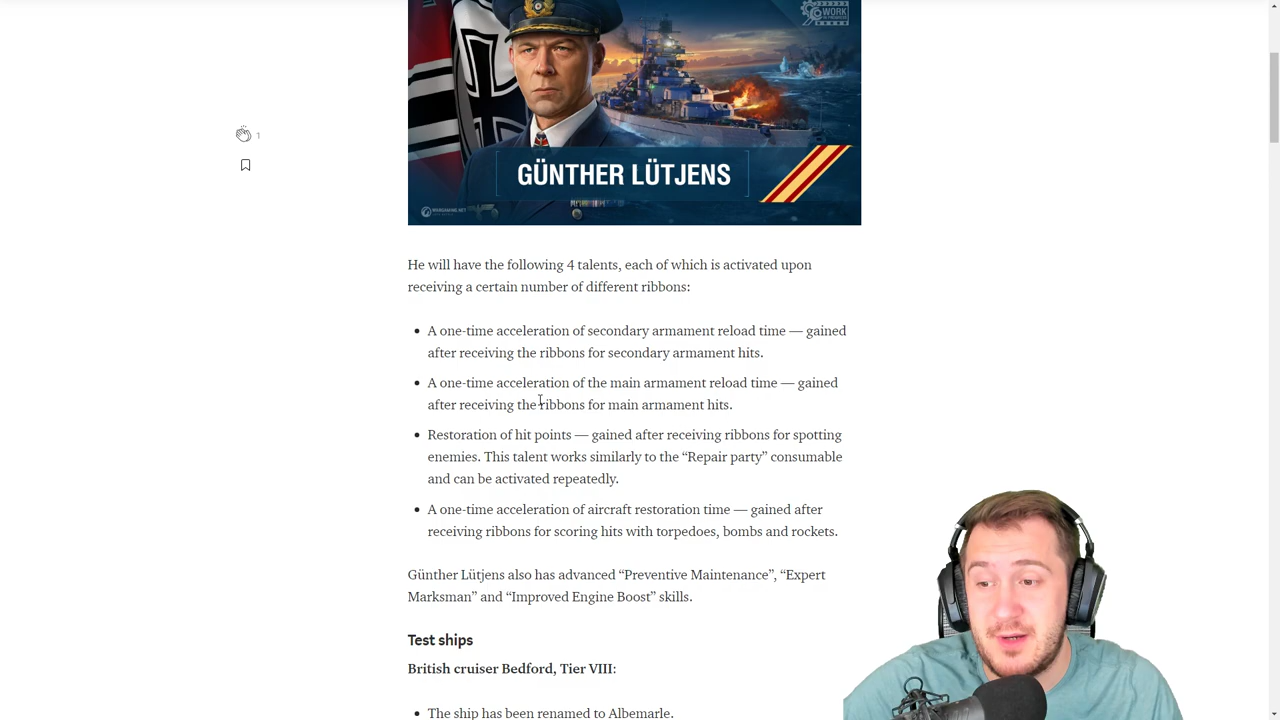 WORK
IN PROGRESS
1
GÜNTHER LÜTJENS
WARGAMING.NET
He will have the following 4 talents, each of which is activated upon
receiving a certain number of different ribbons:
• A one-time acceleration of secondary armament reload time — gained
after receiving the ribbons for secondary armament hits.
• A one-time acceleration of the main armament reload time — gained
after receiving the ribbons for main armament hits.
• Restoration of hit points — gained after receiving ribbons for spotting
enemies. This talent works similarly to the “Repair party” consumable
and can be activated repeatedly.
• A one-time acceleration of aircraft restoration time — gained after
receiving ribbons for scoring hits with torpedoes, bombs and rockets.
Günther Lütjens also has advanced “Preventive Maintenance”, “Expert
Marksman” and “Improved Engine Boost” skills.
Test ships
British cruiser Bedford, Tier VIII:
• The ship has been renamed to Albemarle.